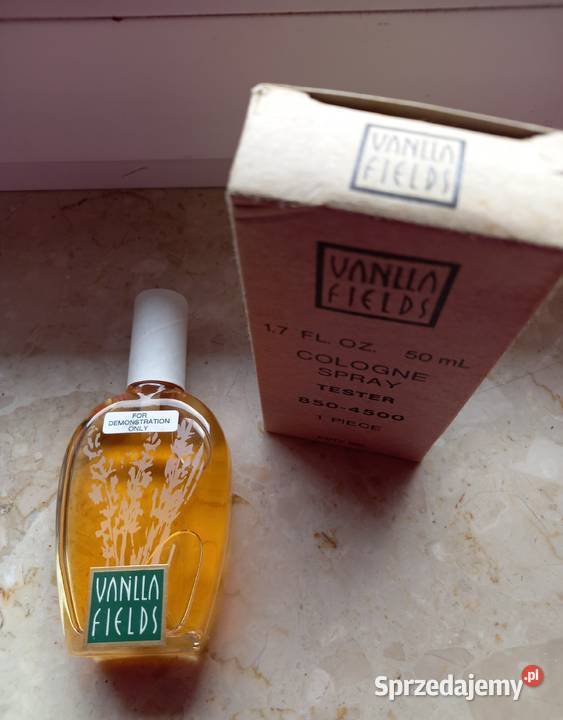 VANILLA
FIELDS
VANILLA
FIELDS
1.7 FL. OZ. 50 mL
COLOGNE
SPRAY
TESTER
850-4500
1 PIECE
FOR
DEMONSTRATION
ONLY
VANILLA
FIELDS
Sprzedajemy.pl